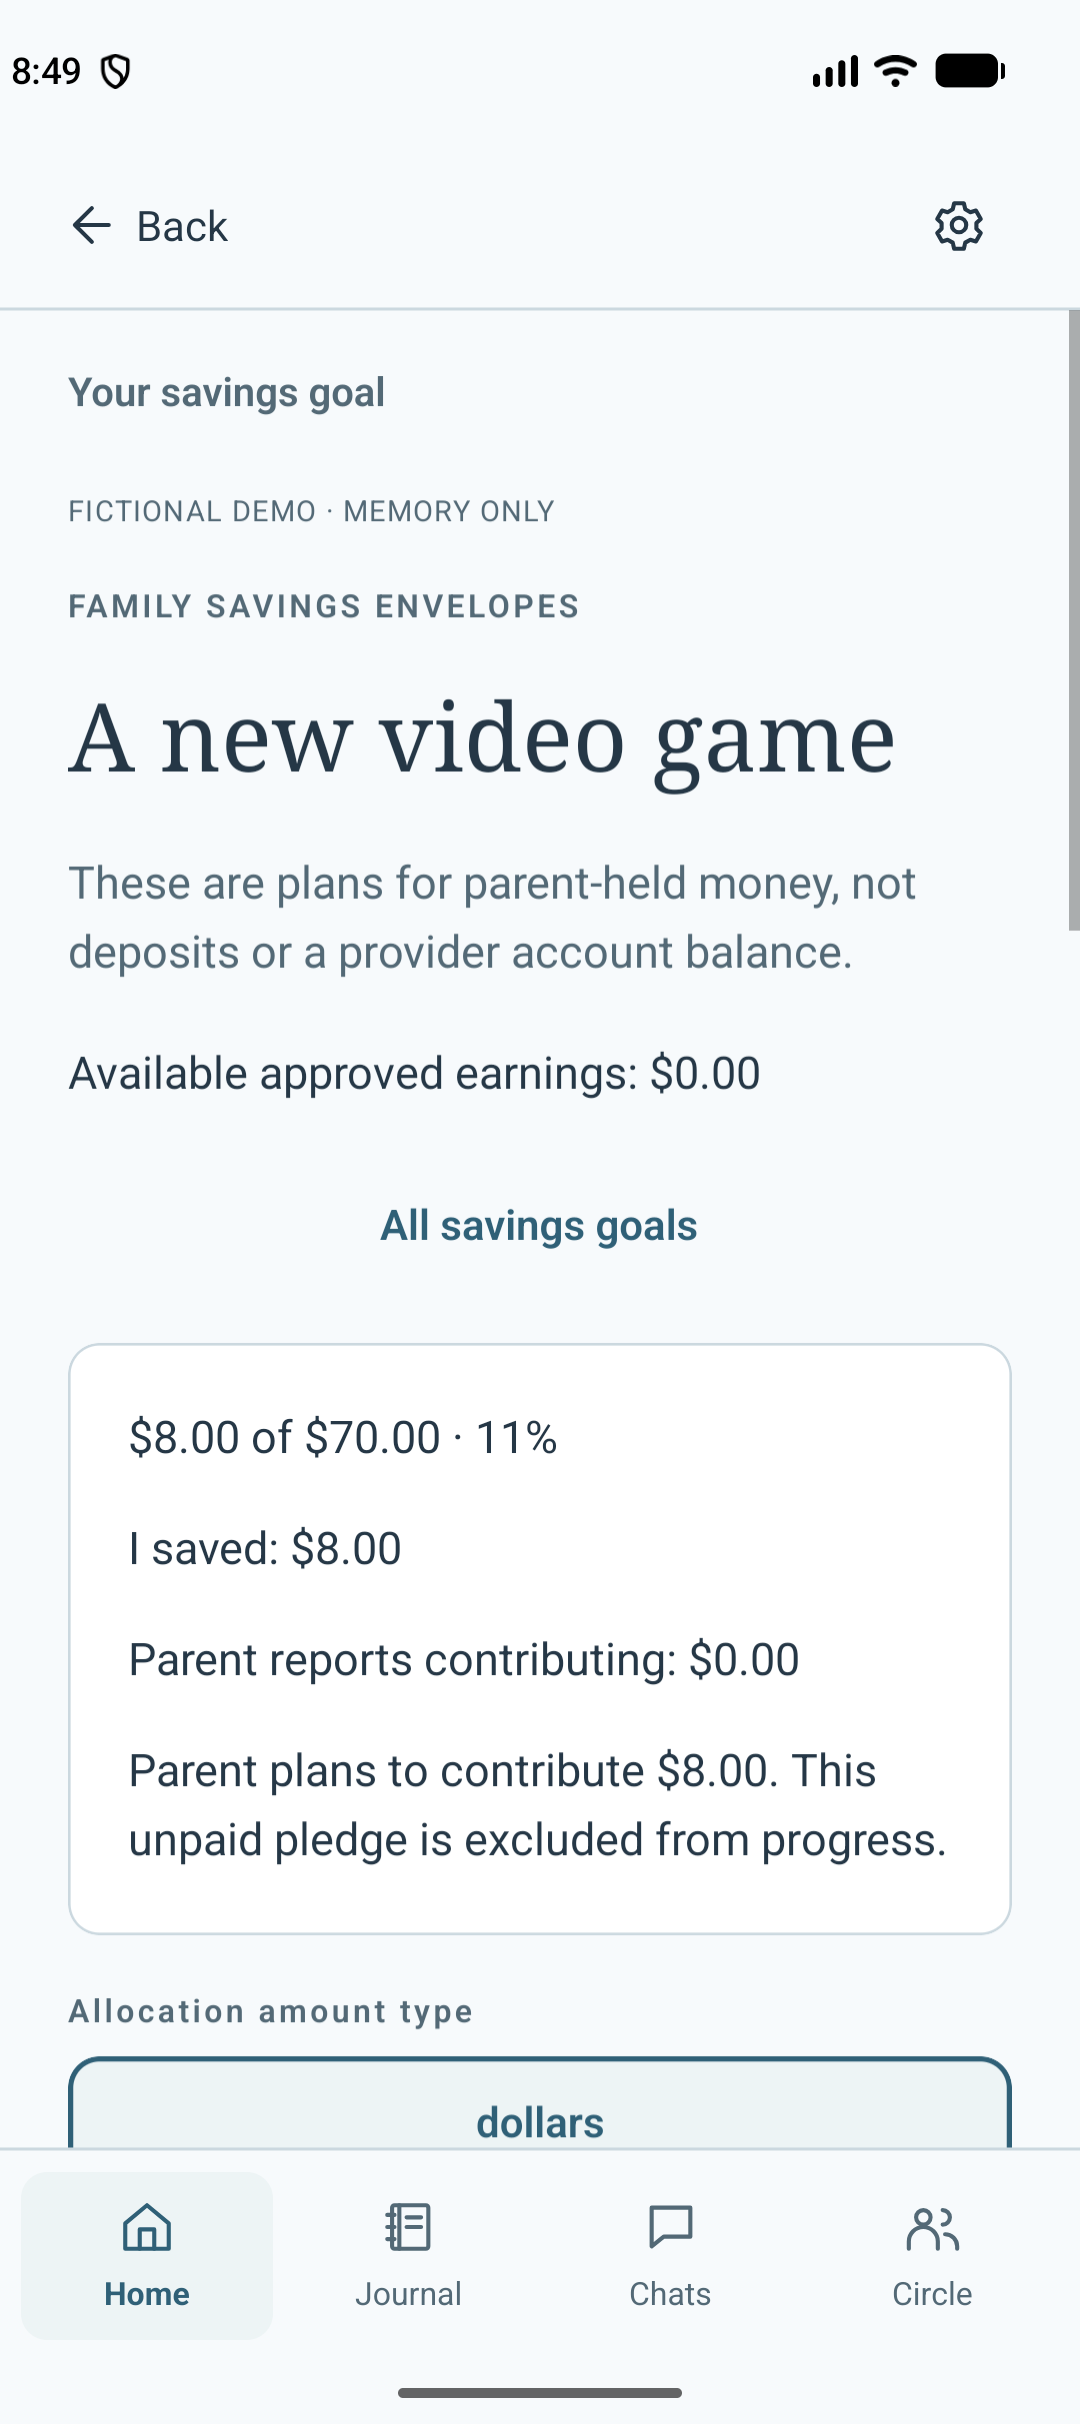 8:49
Back
Your savings goal
FICTIONAL DEMO · MEMORY ONLY
FAMILY SAVINGS ENVELOPES
A new video game
These are plans for parent-held money, not
deposits or a provider account balance.
Available approved earnings: $0.00
All savings goals
$8.00 of $70.00 · 11%
I saved: $8.00
Parent reports contributing: $0.00
Parent plans to contribute $8.00. This
unpaid pledge is excluded from progress.
Allocation amount type
dollars
Home
Journal
Chats
Circle